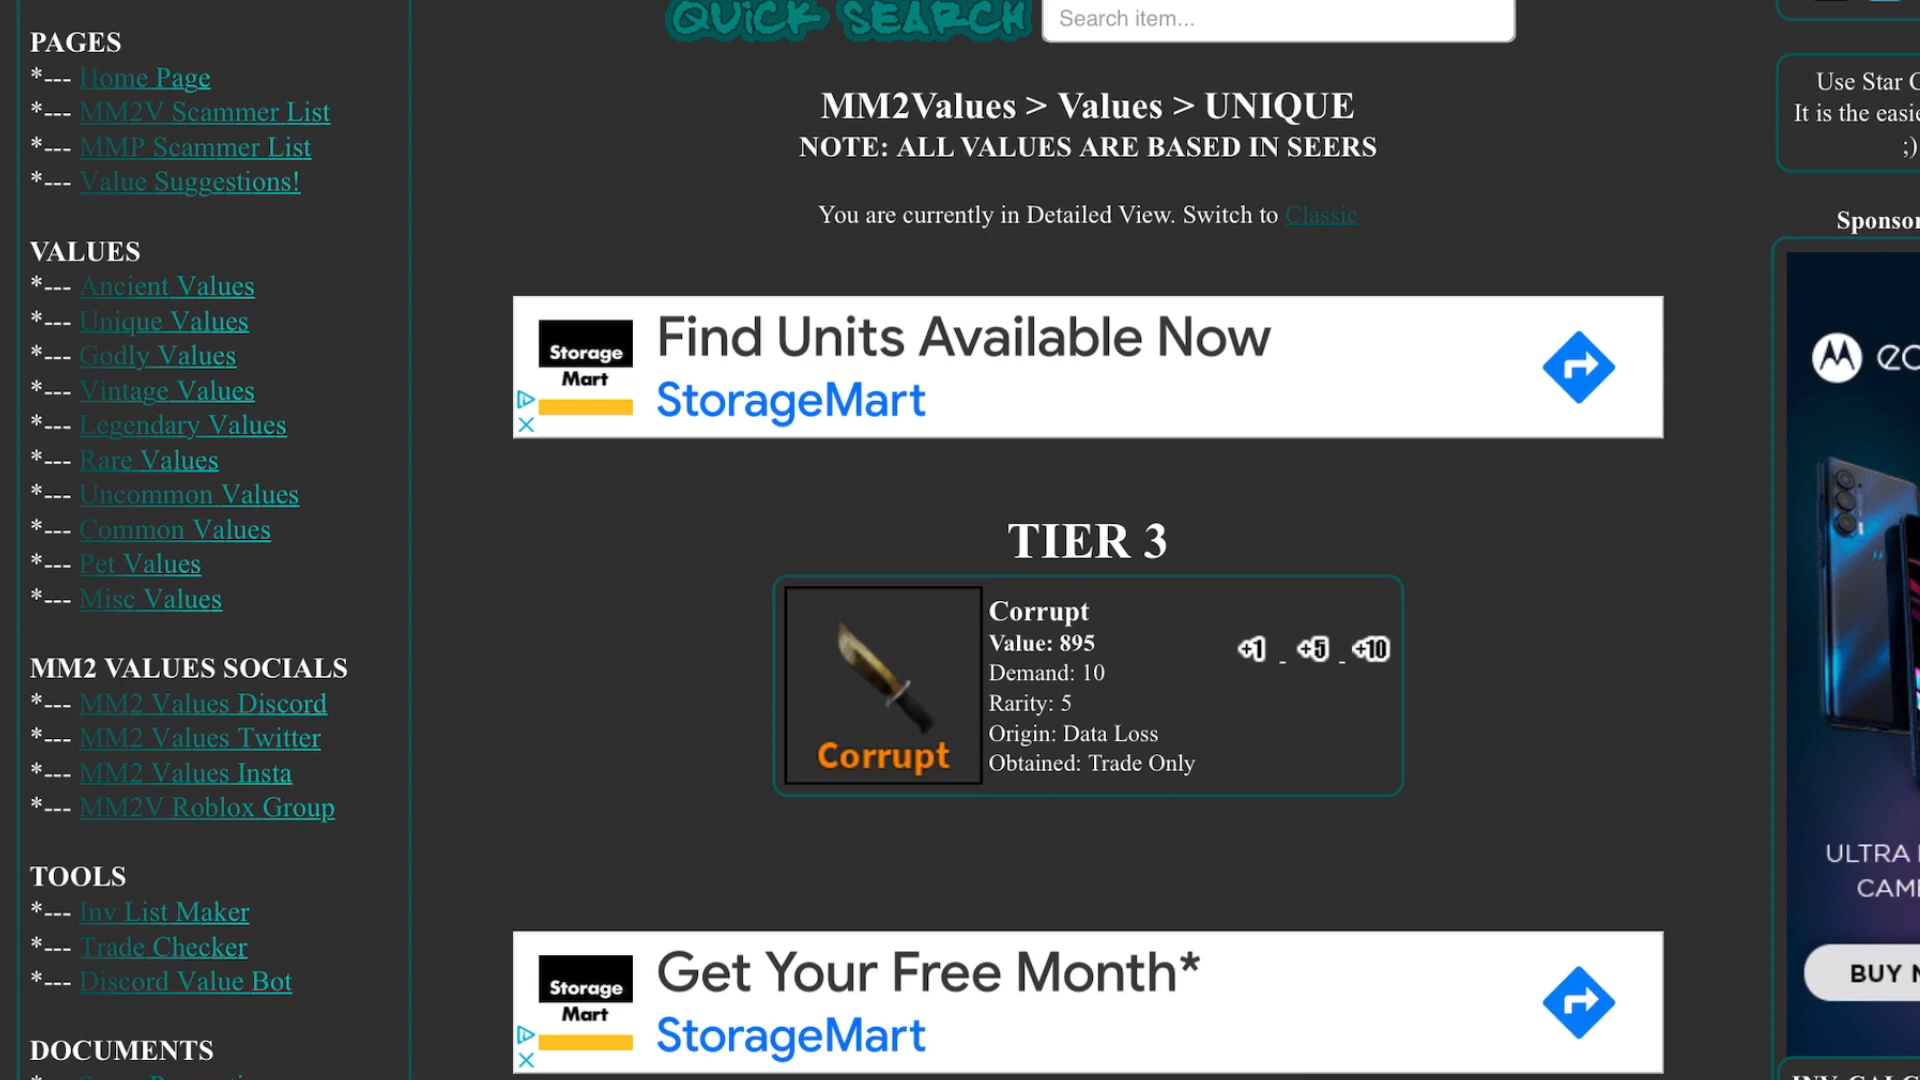 PAGES
*--- Home Page
*--- MM2V Scammer List
*--- MMP Scammer List
*--- Value Suggestions!
VALUES
*--- Ancient Values
*--- Unique Values
*--- Godly Values
*--- Vintage Values
*--- Legendary Values
*--- Rare Values
*--- Uncommon Values
*--- Common Values
*--- Pet Values
*--- Misc Values
MM2 VALUES SOCIALS
*--- MM2 Values Discord
*--- MM2 Values Twitter
*--- MM2 Values Insta
*--- MM2V Roblox Group
TOOLS
*--- Inv List Maker
*--- Trade Checker
*--- Discord Value Bot
DOCUMENTS
QUICK SEARCH
Search item...
MM2Values > Values > UNIQUE
NOTE: ALL VALUES ARE BASED IN SEERS
You are currently in Detailed View. Switch to Classic
Storage
Mart
Find Units Available Now
StorageMart
TIER 3
Corrupt
Corrupt
Value: 895
Demand: 10
Rarity: 5
Origin: Data Loss
Obtained: Trade Only
+1 - +5 - +10
Storage
Mart
Get Your Free Month*
StorageMart
Use Star
It is the
;)
ULTRA
BUY